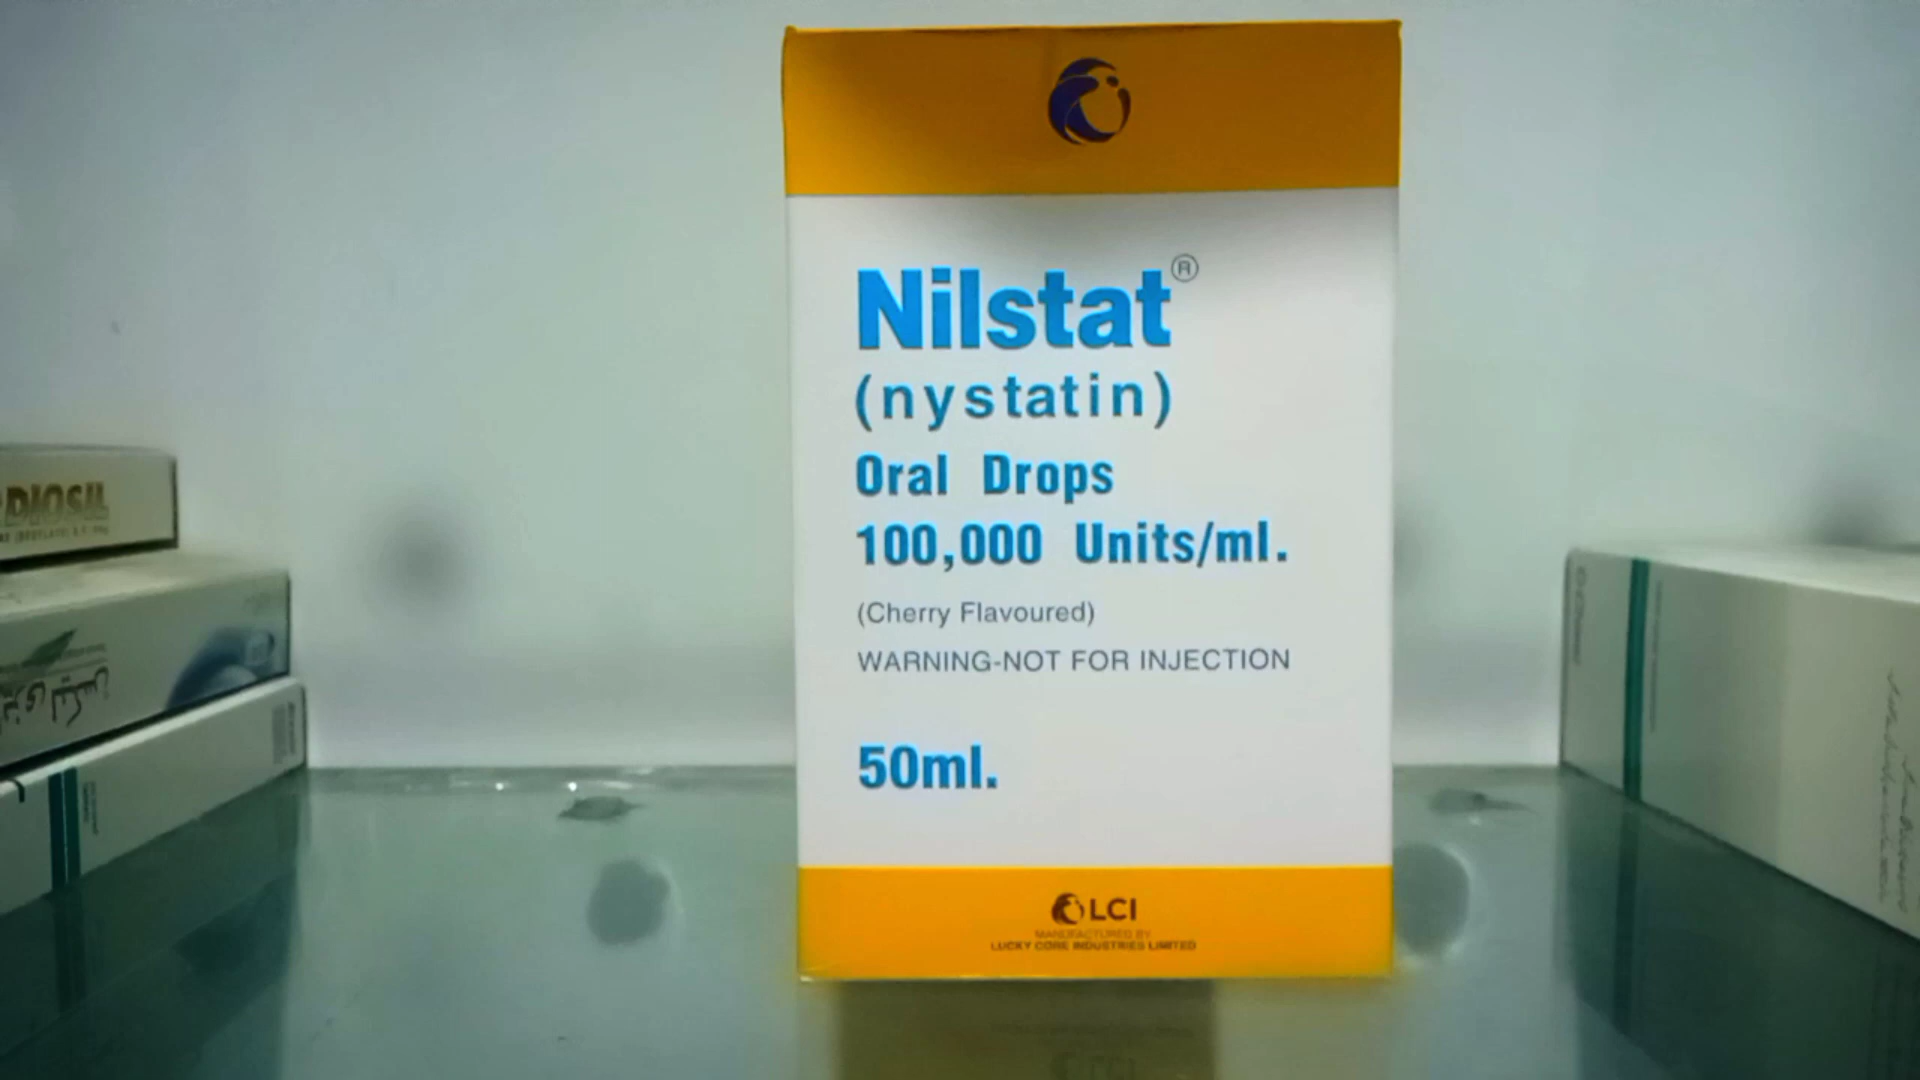 Nilstat®
(nystatin)
Oral Drops
100,000 Units/ml.
(Cherry Flavoured)
WARNING-NOT FOR INJECTION
50ml.
LCI
MANUFACTURED BY
LUCKY CORE INDUSTRIES LIMITED
DIOSIL